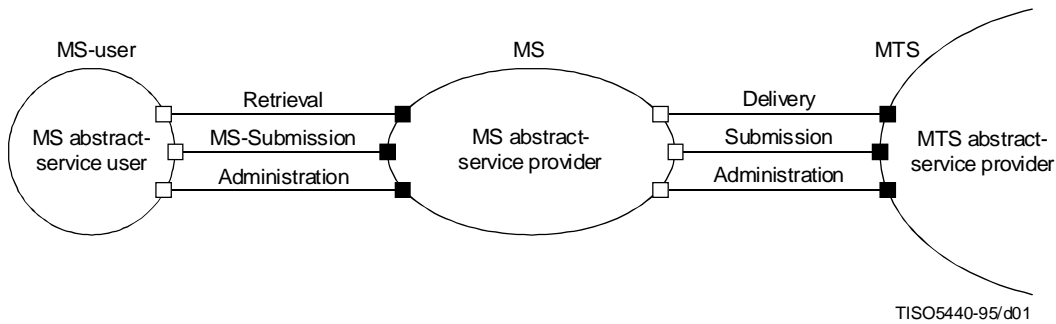 MS-user
MS
MTS
Retrieval
Delivery
MS abstract-
service user
MS-Submission
MS abstract-
service provider
Submission
MTS abstract-
service provider
Administration
Administration
TISO5440-95/d01